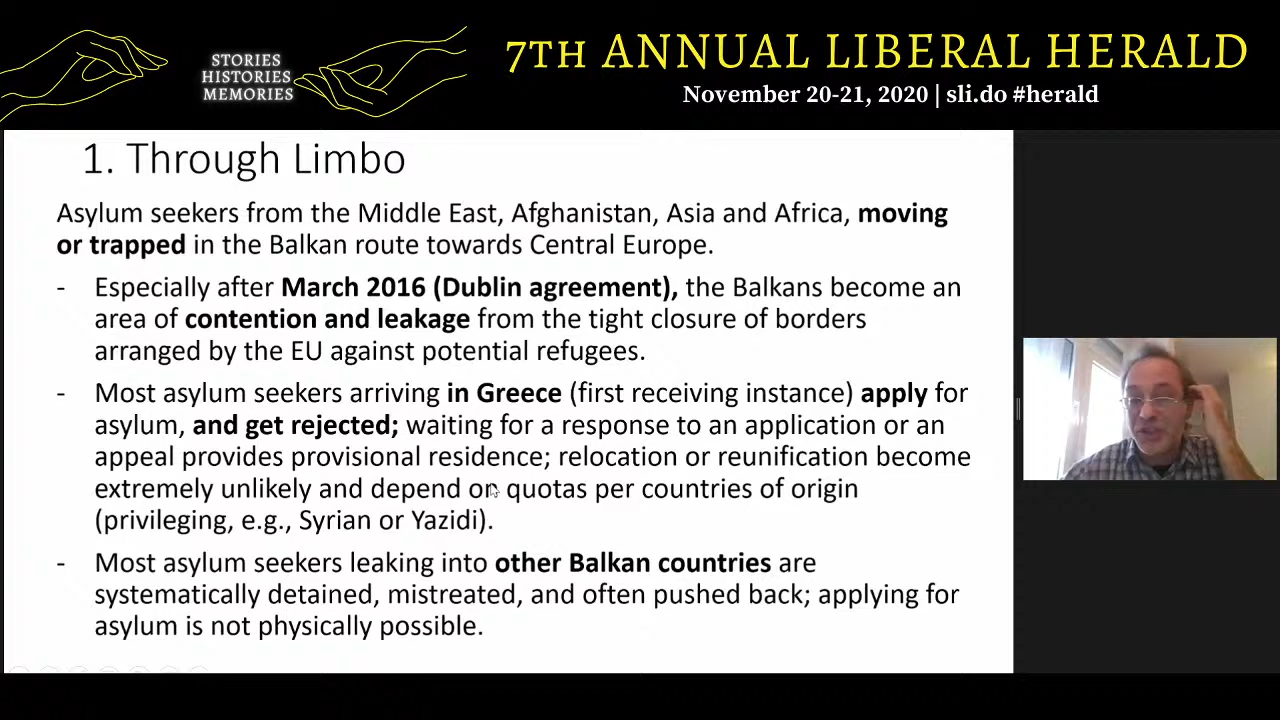 STORIES
HISTORIES
MEMORIES
7TH ANNUAL LIBERAL HERALD
November 20-21, 2020 | sli.do #herald
1. Through Limbo
Asylum seekers from the Middle East, Afghanistan, Asia and Africa, moving
or trapped in the Balkan route towards Central Europe.
- Especially after March 2016 (Dublin agreement), the Balkans become an
area of contention and leakage from the tight closure of borders
arranged by the EU against potential refugees.
- Most asylum seekers arriving in Greece (first receiving instance) apply for
asylum, and get rejected; waiting for a response to an application or an
appeal provides provisional residence; relocation or reunification become
extremely unlikely and depend on quotas per countries of origin
(privileging, e.g., Syrian or Yazidi).
- Most asylum seekers leaking into other Balkan countries are
systematically detained, mistreated, and often pushed back; applying for
asylum is not physically possible.